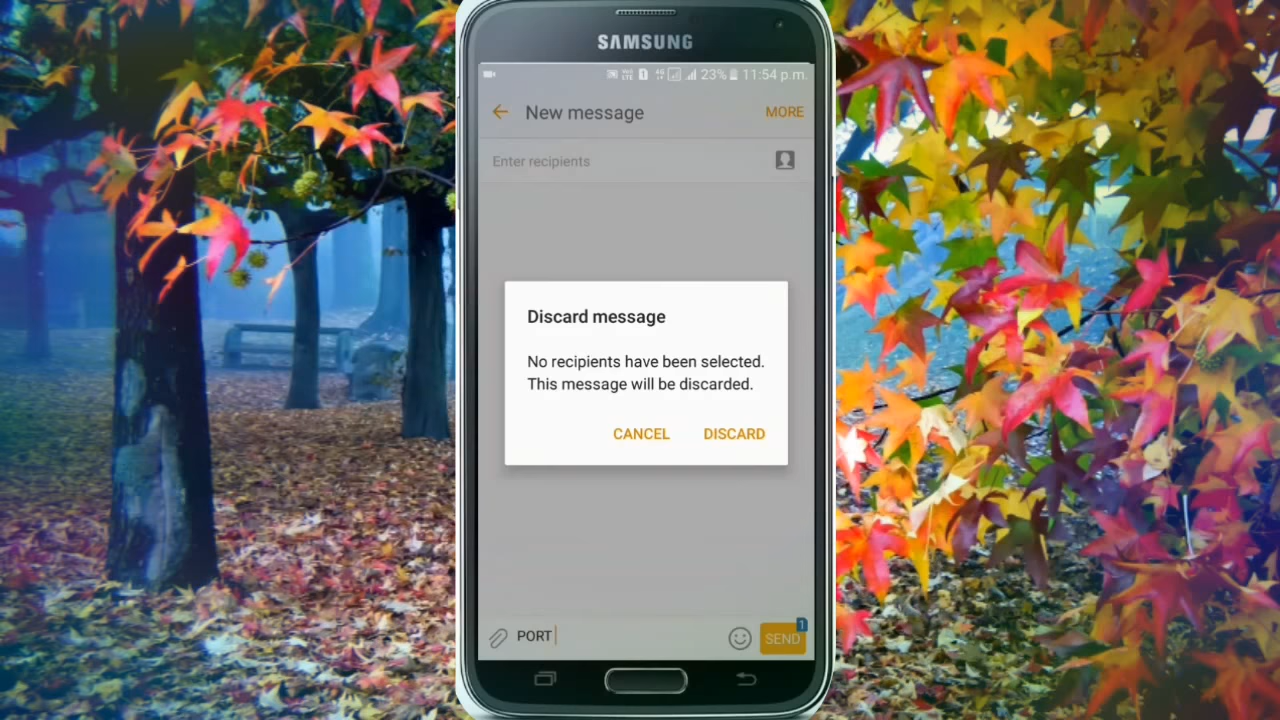 SAMSUNG
1 23% 11:54 p.m.
New message MORE
Enter recipients
Discard message
No recipients have been selected.
This message will be discarded.
CANCEL DISCARD
PORT
1
SEND